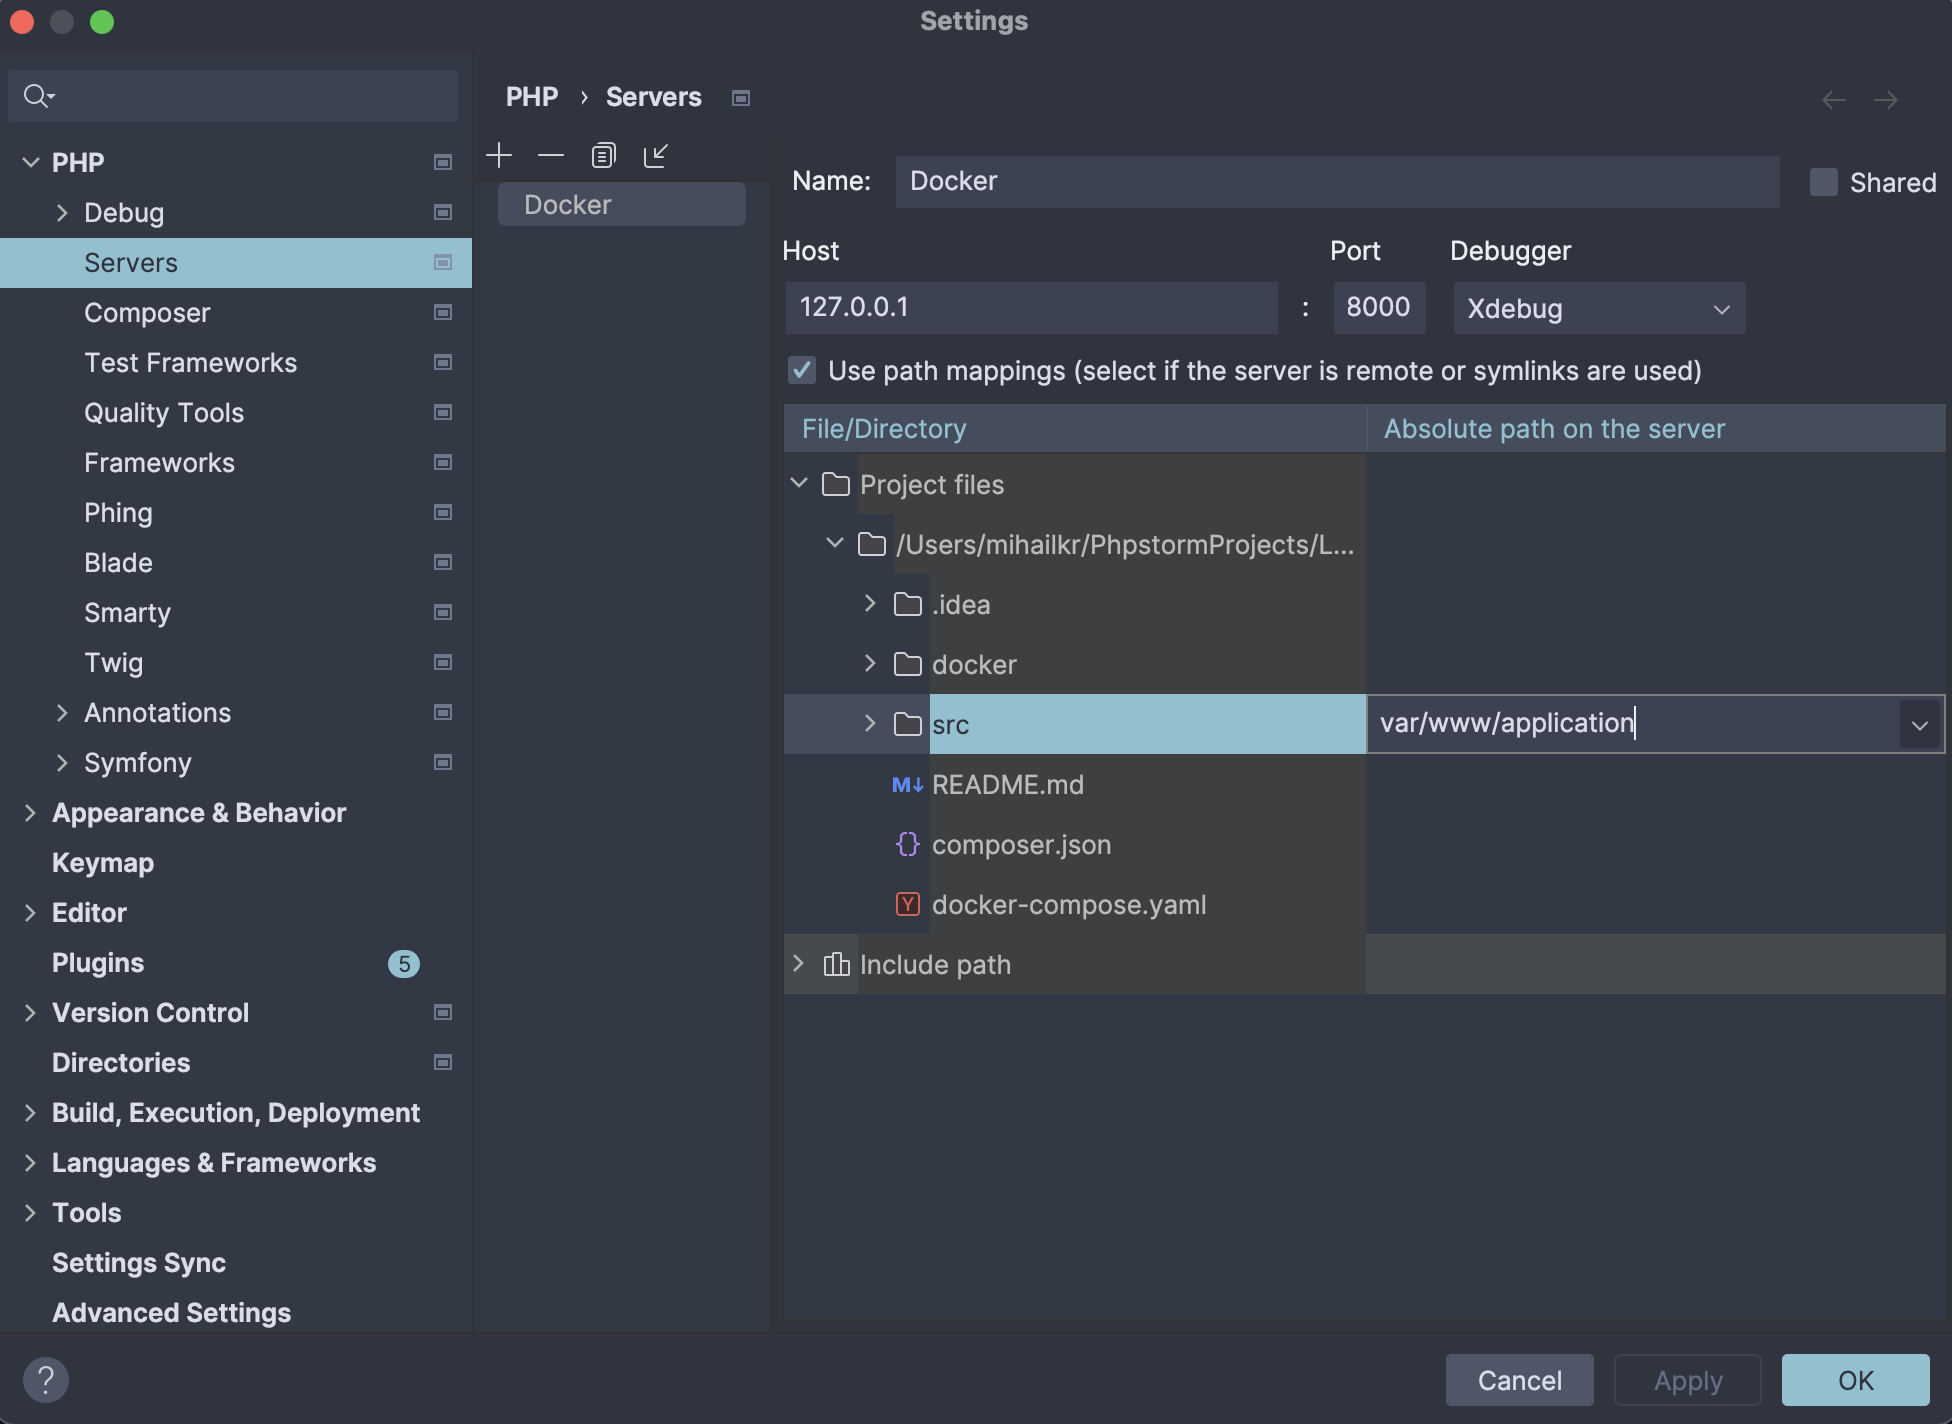 Settings
PHP
Debug
Servers
Composer
Test Frameworks
Quality Tools
Frameworks
Phing
Blade
Smarty
Twig
Annotations
Symfony
Appearance & Behavior
Keymap
Editor
Plugins 5
Version Control
Directories
Build, Execution, Deployment
Languages & Frameworks
Tools
Settings Sync
Advanced Settings
PHP › Servers
Docker
Name: Docker Shared
Host Port Debugger
127.0.0.1 : 8000 Xdebug
Use path mappings (select if the server is remote or symlinks are used)
File/Directory Absolute path on the server
Project files
/Users/mihailkr/PhpstormProjects/L...
.idea
docker
src var/www/application
M↓ README.md
{} composer.json
Y docker-compose.yaml
Include path
? Cancel Apply OK